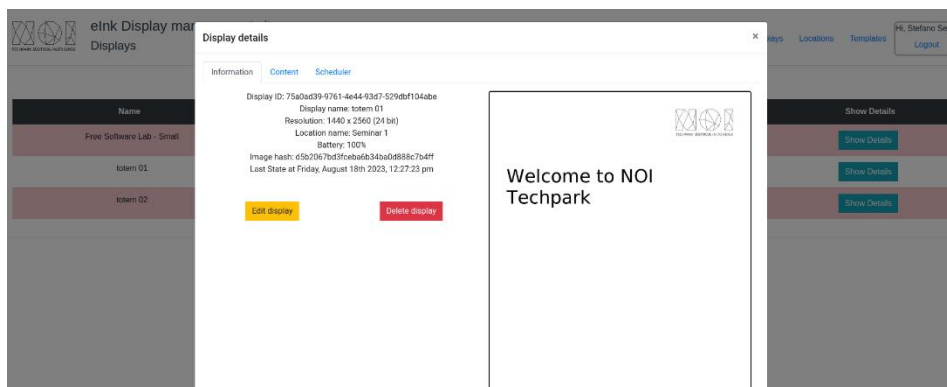 eInk Display mar
Displays
Display details
×
plays
Locations
Templates
Hi, Stefano Se
Logout
Information
Content
Scheduler
Name
Show Details
Display ID: 75a0ad39-9761-4e44-93d7-529dbf104abe
Display name: totem 01
Resolution: 1440 x 2560 (24 bit)
Location name: Seminar 1
Battery: 100%
Image hash: d5b2067bd3fceba6b34ba0d888c7b4ff
Last State at Friday, August 18th 2023, 12:27:23 pm
Edit display
Delete display
NOI
Welcome to NOI
Techpark
Free Software Lab - Small
Show Details
totem 01
Show Details
totem 02
Show Details